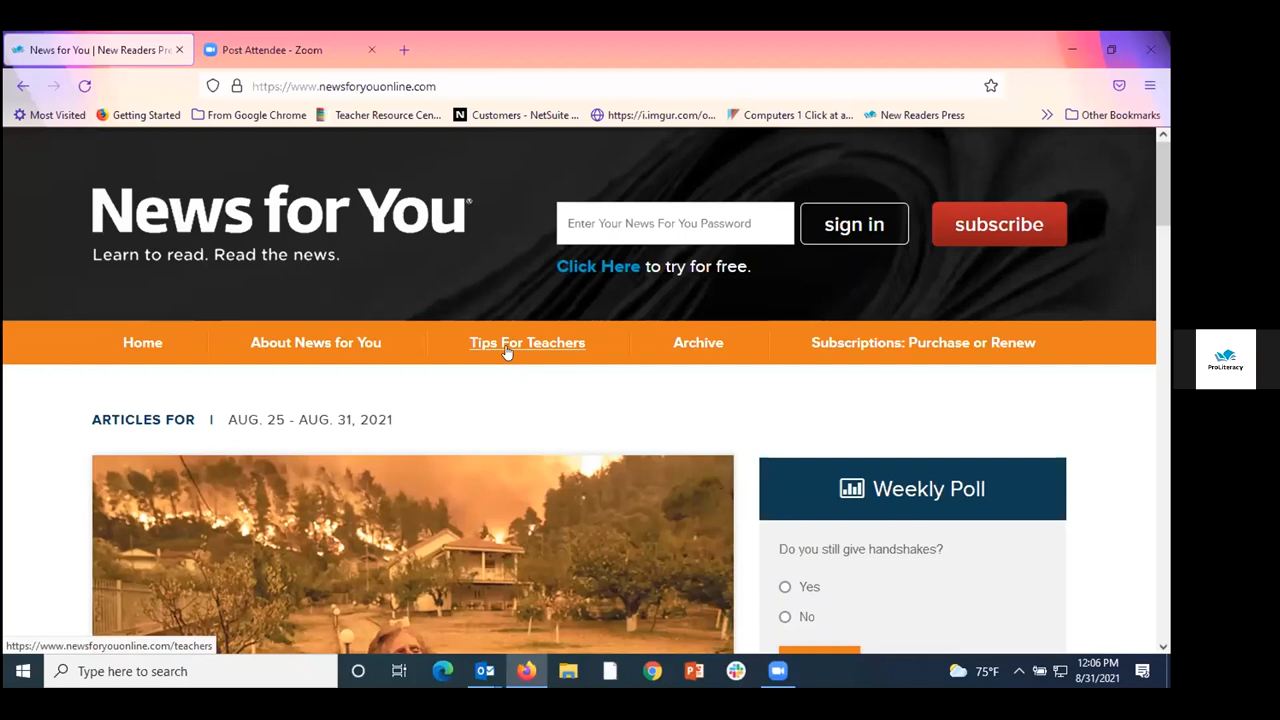 News for You | New Readers Pre
Post Attendee - Zoom
https://www.newsforyouonline.com
Most Visited
Getting Started
From Google Chrome
Teacher Resource Cen...
N
Customers - NetSuite ...
https://i.imgur.com/o...
Computers 1 Click at a...
New Readers Press
Other Bookmarks
News for You®
Learn to read. Read the news.
Enter Your News For You Password
sign in
subscribe
Click Here to try for free.
Home
About News for You
Tips For Teachers
Archive
Subscriptions: Purchase or Renew
ProLiteracy
ARTICLES FOR | AUG. 25 - AUG. 31, 2021
Weekly Poll
Do you still give handshakes?
Yes
No
https://www.newsforyouonline.com/teachers
Type here to search
75°F
12:06 PM
8/31/2021